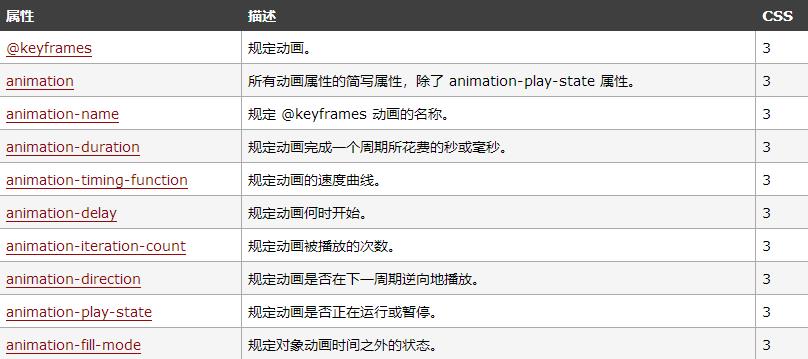 属性 描述 CSS
@keyframes 规定动画。 3
animation 所有动画属性的简写属性，除了 animation-play-state 属性。 3
animation-name 规定 @keyframes 动画的名称。 3
animation-duration 规定动画完成一个周期所花费的秒或毫秒。 3
animation-timing-function 规定动画的速度曲线。 3
animation-delay 规定动画何时开始。 3
animation-iteration-count 规定动画被播放的次数。 3
animation-direction 规定动画是否在下一周期逆向地播放。 3
animation-play-state 规定动画是否正在运行或暂停。 3
animation-fill-mode 规定对象动画时间之外的状态。 3